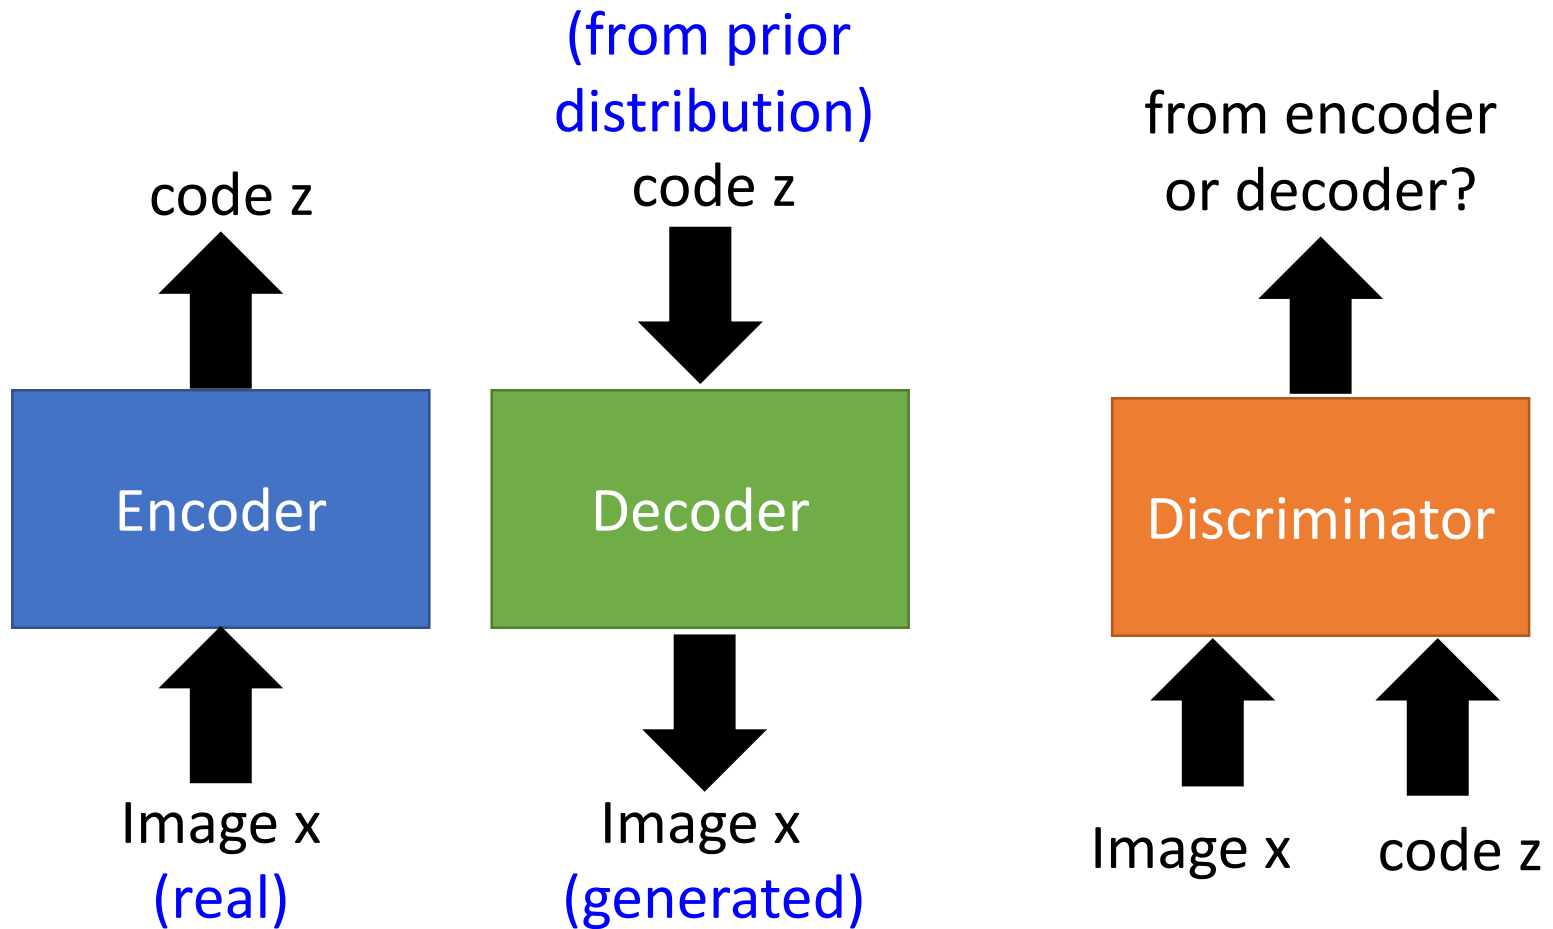 code z
Encoder
Image x
(real)
(from prior
distribution)
code z
Decoder
Image x
(generated)
from encoder
or decoder?
Discriminator
Image x
code z